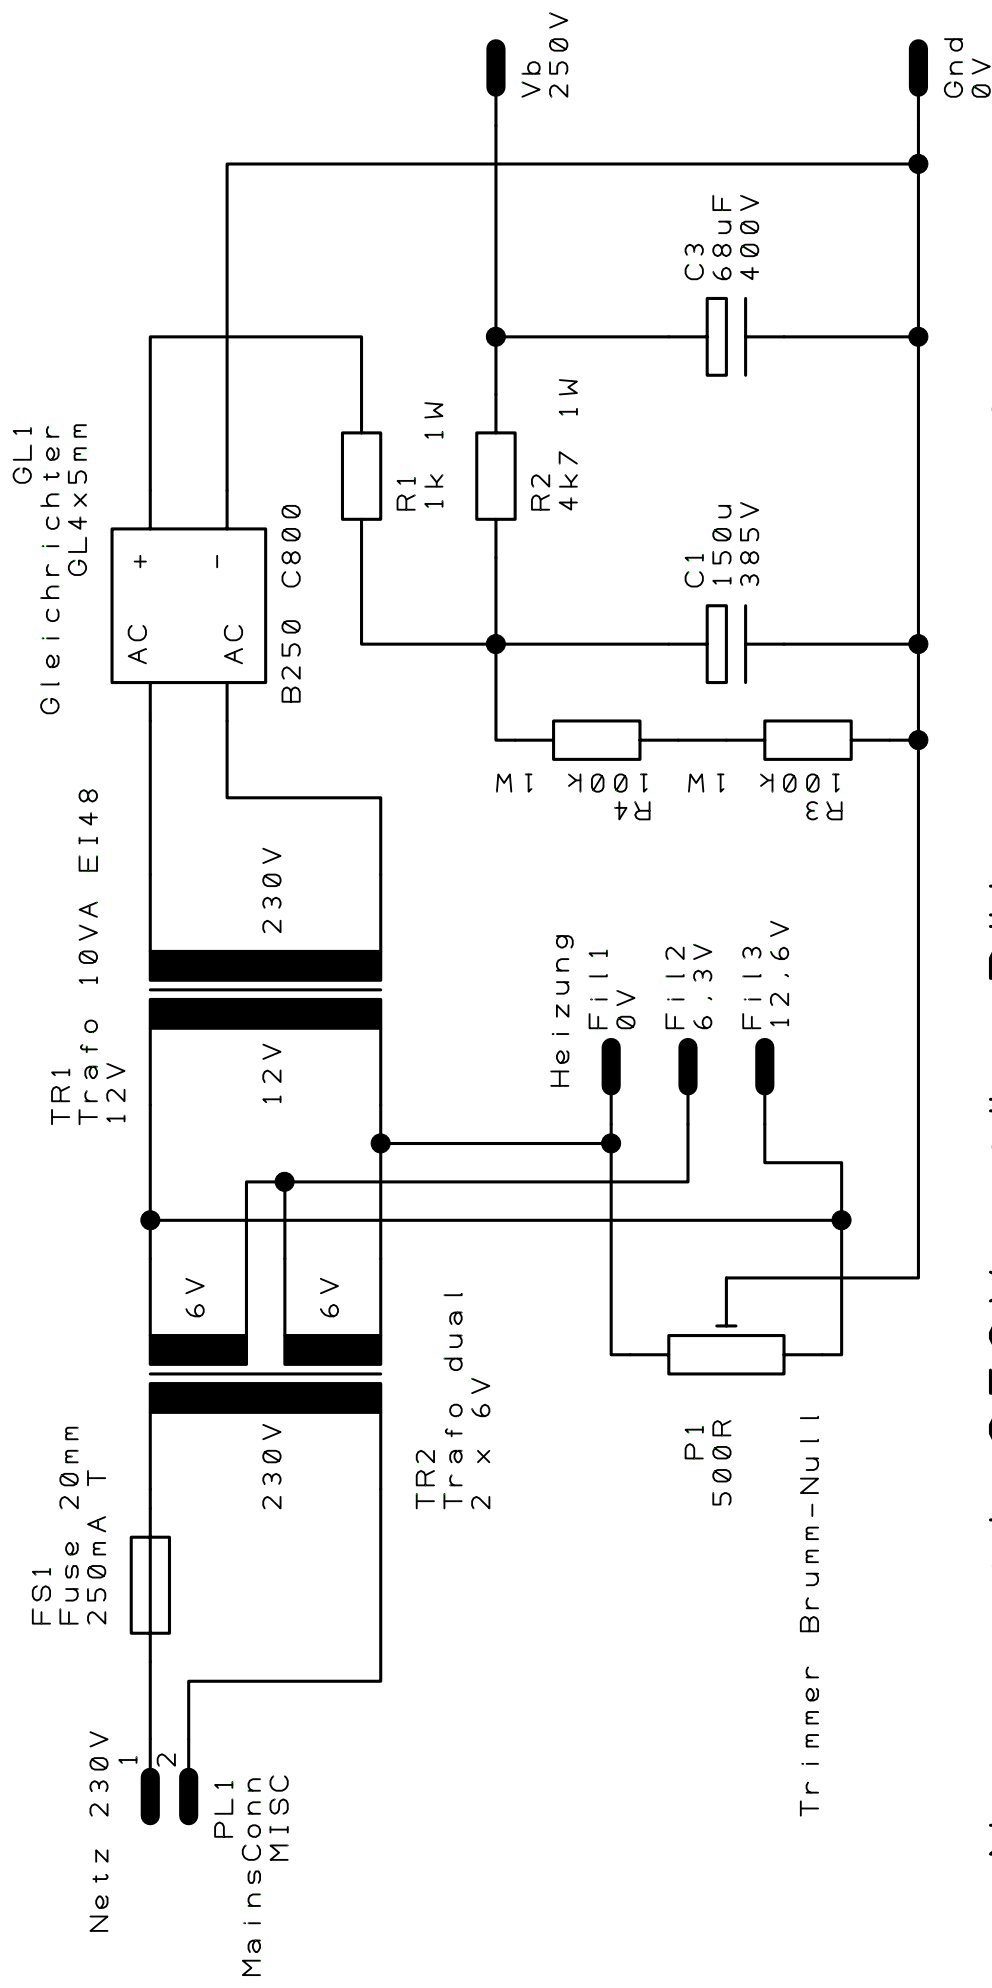 Netz 230V
1
2
PL1
MainsConn
MISC
FS1
Fuse 20mm
250mA T
230V
TR2
Trafo dual
2 x 6V
6V
6V
TR1
Trafo 10VA EI48
12V
12V
230V
GL1
Gleichrichter
GL4x5mm
AC
AC
+
-
B250 C800
R1
1k 1W
R2
4k7 1W
C1
150u
385V
C3
68uF
400V
R4
100k 1W
R3
100k 1W
Vb
250V
Gnd
0V
Heizung
Fil1
0V
Fil2
6,3V
Fil3
12,6V
P1
500R
Trimmer Brumm-Null